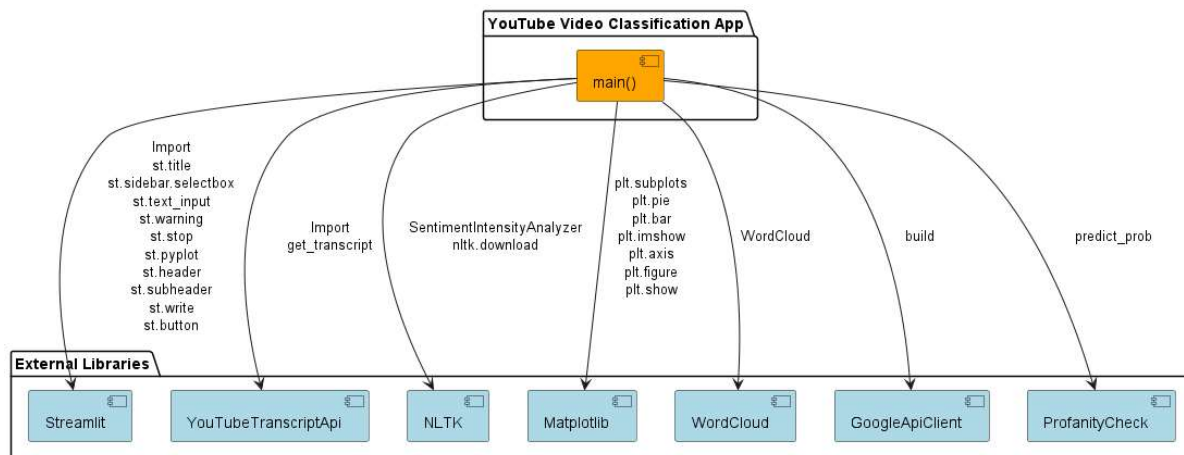 YouTube Video Classification App
main()
Import
st.title
st.sidebar.selectbox
st.text_input
st.warning
st.stop
st.pyplot
st.header
st.subheader
st.write
st.button
Import
get_transcript
SentimentIntensityAnalyzer
nltk.download
plt.subplots
plt.pie
plt.bar
plt.imshow
plt.axis
plt.figure
plt.show
WordCloud
build
predict_prob
External Libraries
Streamlit
YouTubeTranscriptApi
NLTK
Matplotlib
WordCloud
GoogleApiClient
ProfanityCheck